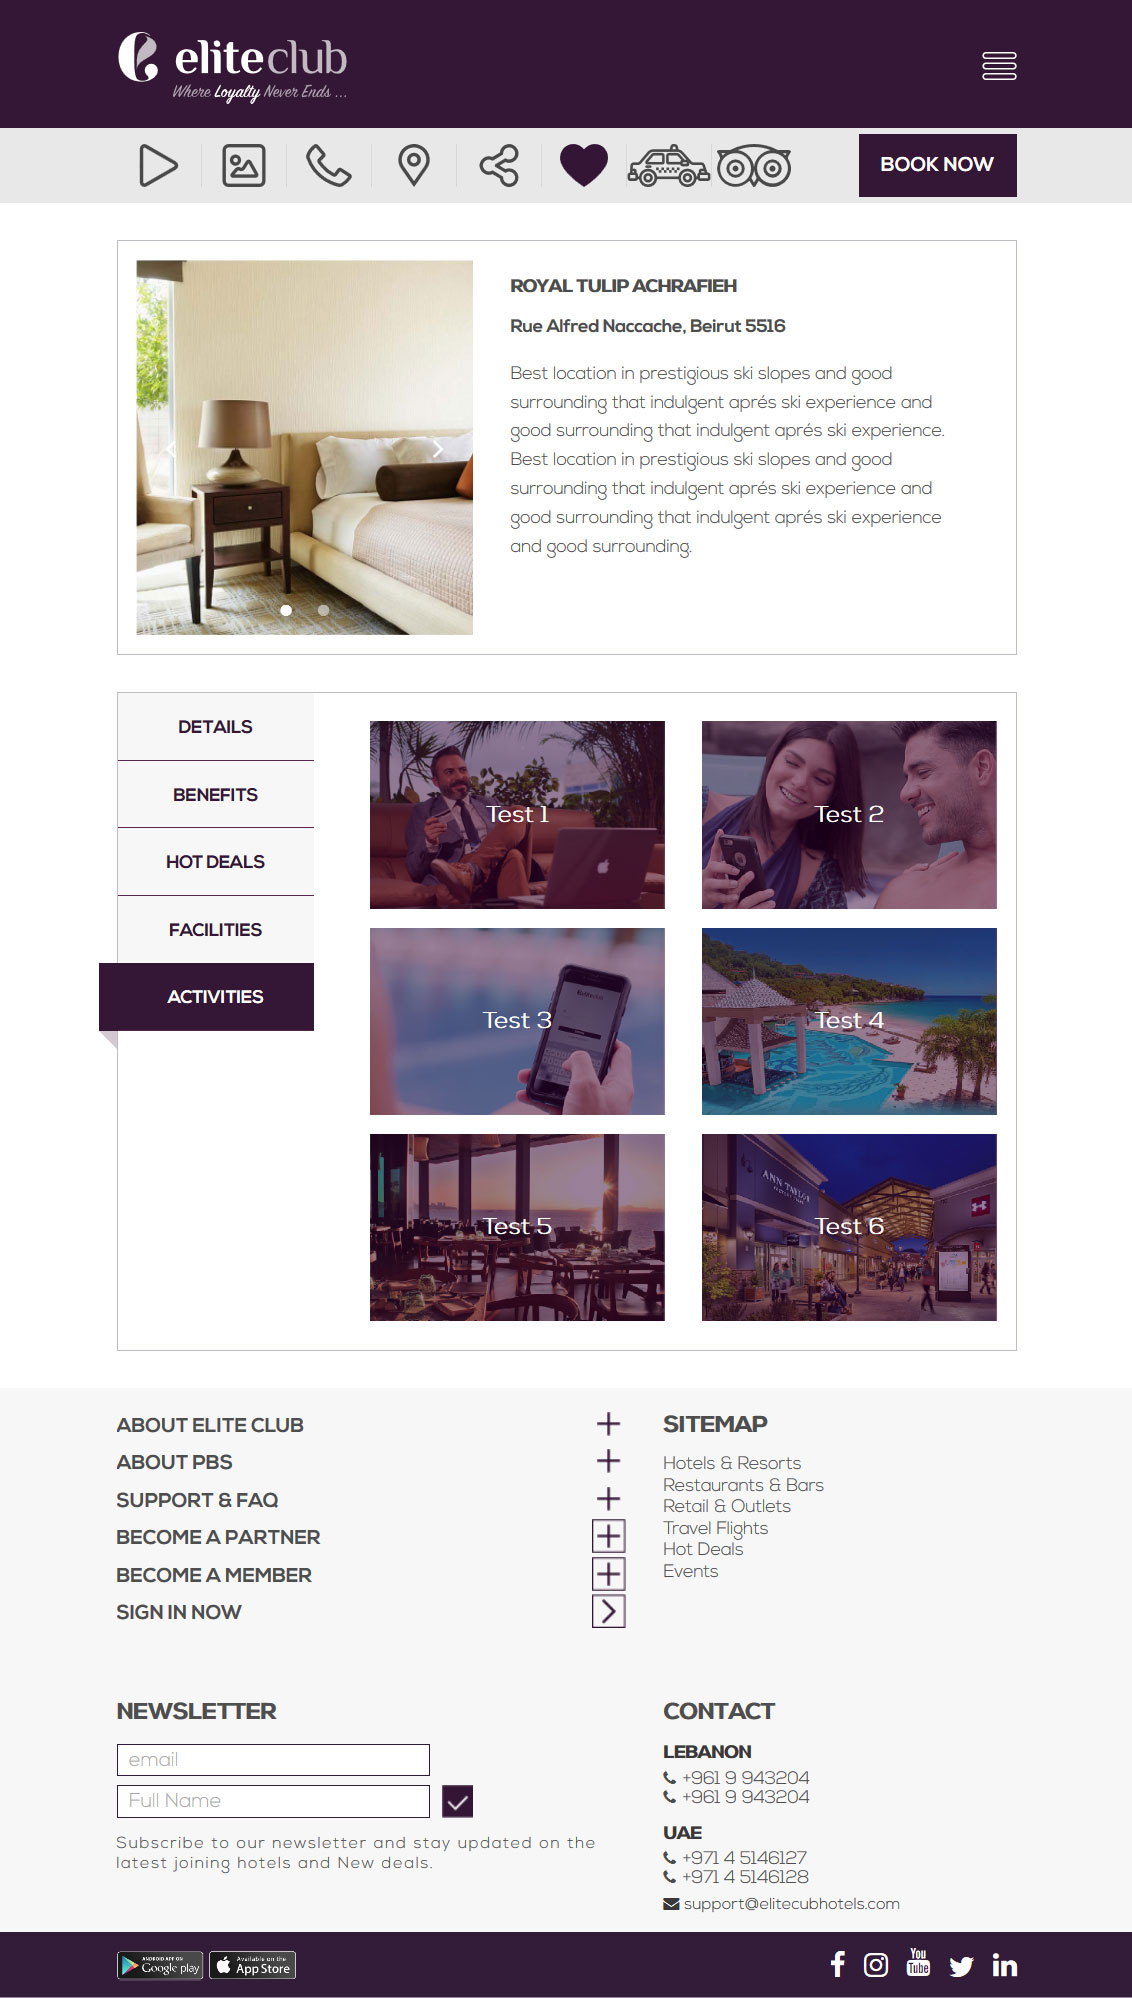 eliteclub
Where Loyalty Never Ends ...
BOOK NOW
ROYAL TULIP ACHRAFIEH
Rue Alfred Naccache, Beirut 5516
Best location in prestigious ski slopes and good
surrounding that indulgent aprés ski experience and
good surrounding that indulgent aprés ski experience.
Best location in prestigious ski slopes and good
surrounding that indulgent aprés ski experience and
good surrounding that indulgent aprés ski experience
and good surrounding.
DETAILS
BENEFITS
HOT DEALS
FACILITIES
ACTIVITIES
Test 1
Test 2
Test 3
eliteclub
Test 4
Test 5
ANN TAYLOR
Test 6
ABOUT ELITE CLUB
ABOUT PBS
SUPPORT & FAQ
BECOME A PARTNER
BECOME A MEMBER
SIGN IN NOW
SITEMAP
Hotels & Resorts
Restaurants & Bars
Retail & Outlets
Travel Flights
Hot Deals
Events
NEWSLETTER
email
Full Name
Subscribe to our newsletter and stay updated on the
latest joining hotels and New deals.
CONTACT
LEBANON
+961 9 943204
+961 9 943204
UAE
+971 4 5146127
+971 4 5146128
support@elitecubhotels.com
ANDROID APP ON
Google play
Available on the
App Store
You
Tube
in